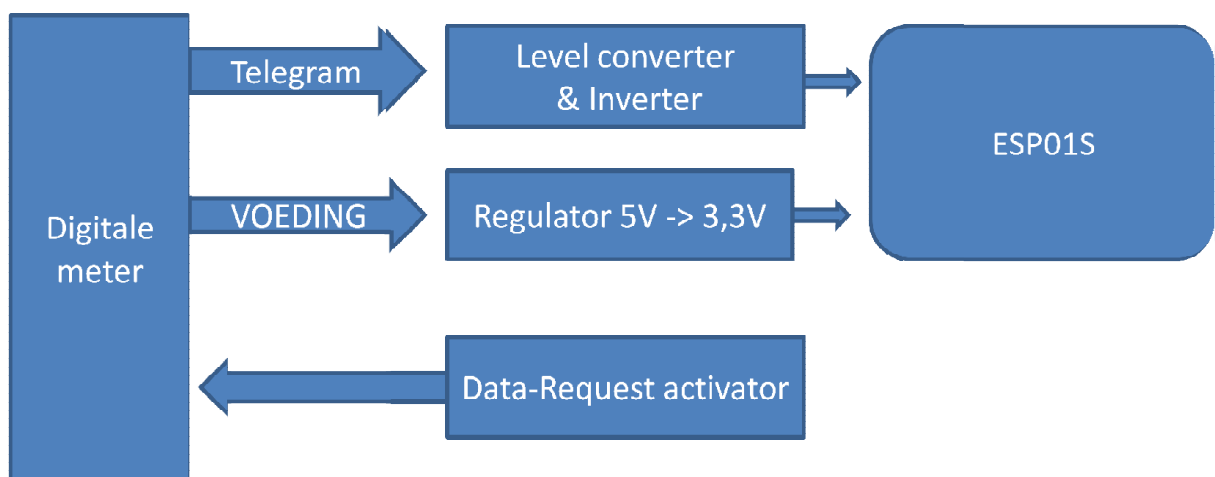 Telegram
Level converter
& Inverter
ESP01S
Digitale
meter
VOEDING
Regulator 5V -> 3,3V
Data-Request activator